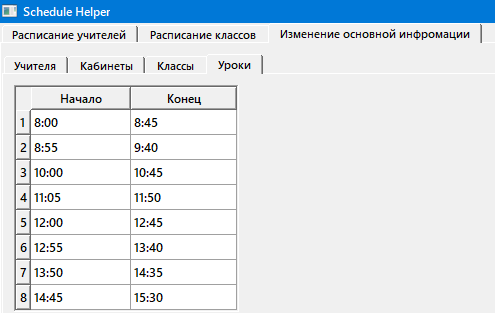 Schedule Helper
Расписание учителей Расписание классов Изменение основной инфромации
Учителя Кабинеты Классы Уроки
Начало Конец
1 8:00 8:45
2 8:55 9:40
3 10:00 10:45
4 11:05 11:50
5 12:00 12:45
6 12:55 13:40
7 13:50 14:35
8 14:45 15:30